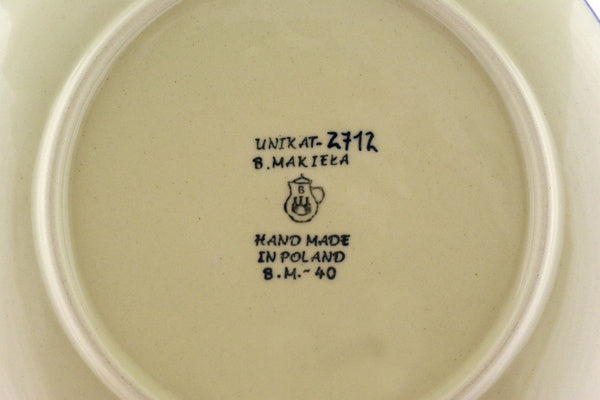 UNIKAT-2712
B. MAKIEŁA
B
HAND MADE
IN POLAND
B.M.-40